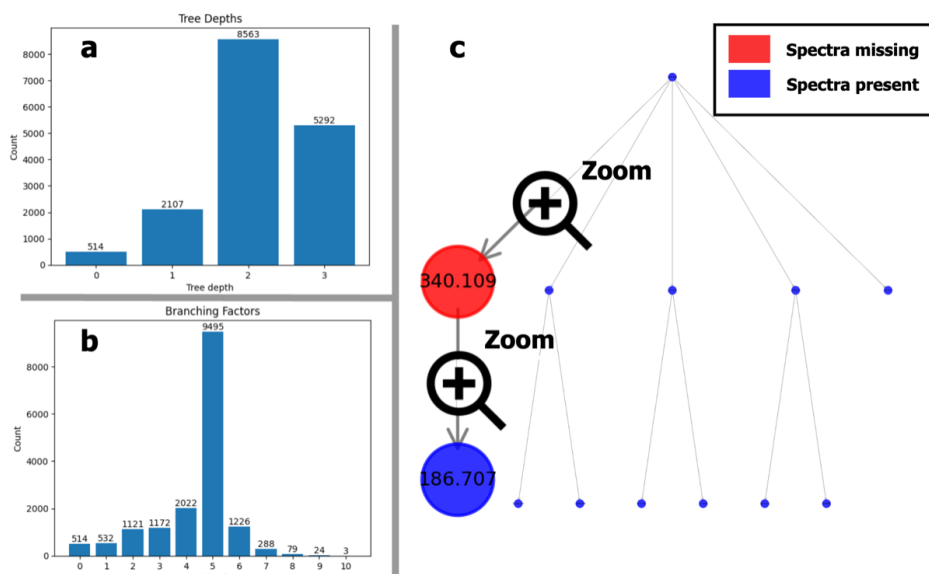 Tree Depths
a
8563
5292
2107
514
8000
7000
6000
5000
4000
3000
2000
1000
0
Count
0 1 2 3
Tree depth
Branching Factors
b
9495
2022
1121 1172 1226
514 532 288 79 24 3
8000
6000
4000
2000
0
Count
0 1 2 3 4 5 6 7 8 9 10
c
Spectra missing
Spectra present
Zoom
340.109
Zoom
186.707